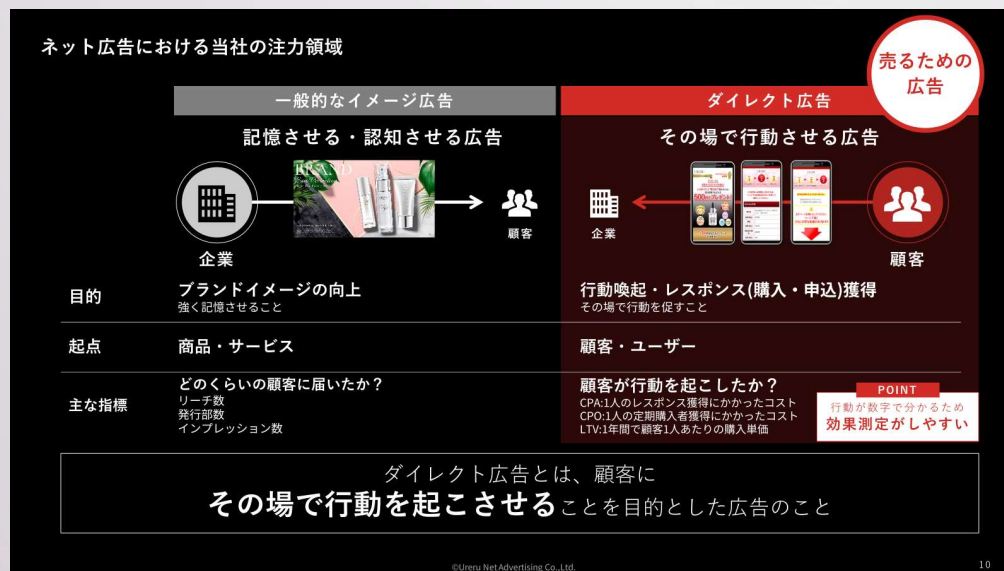 ネット広告における当社の注力領域
売るための
広告
一般的なイメージ広告
記憶させる・認知させる広告
BRAND
企業
顧客
ダイレクト広告
その場で行動させる広告
企業
顧客
目的
ブランドイメージの向上
強く記憶させること
行動喚起・レスポンス(購入・申込)獲得
その場で行動を促すこと
起点
商品・サービス
顧客・ユーザー
主な指標
どのくらいの顧客に届いたか？
リーチ数
発行部数
インプレッション数
顧客が行動を起こしたか？
CPA:1人のレスポンス獲得にかかったコスト
CPO:1人の定期購入者獲得にかかったコスト
LTV:1年間で顧客1人あたりの購入単価
POINT
行動が数字で分かるため
効果測定がしやすい
ダイレクト広告とは、顧客に
その場で行動を起こさせることを目的とした広告のこと
©Ureru Net Advertising Co.,Ltd.
10